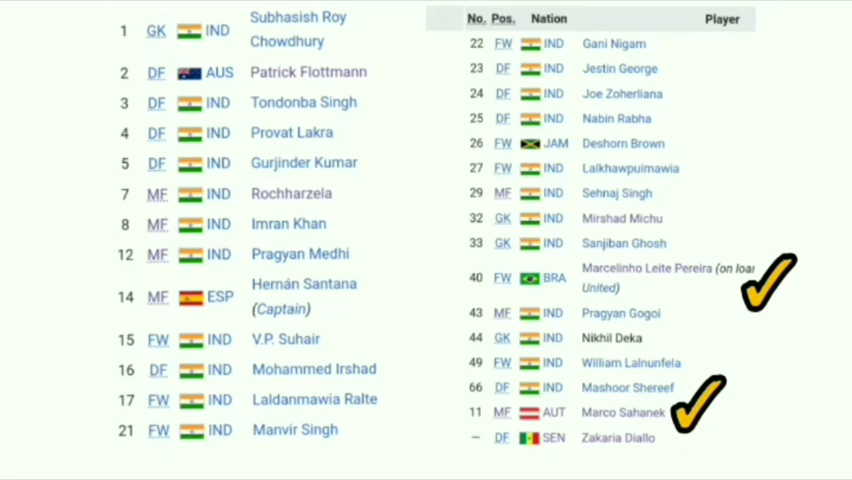 1 GK IND Subhasish Roy
Chowdhury
2 DF AUS Patrick Flottmann
3 DF IND Tondonba Singh
4 DF IND Provat Lakra
5 DF IND Gurjinder Kumar
7 MF IND Rochharzela
8 MF IND Imran Khan
12 MF IND Pragyan Medhi
14 MF ESP Hernán Santana
(Captain)
15 FW IND V.P. Suhair
16 DF IND Mohammed Irshad
17 FW IND Laldanmawia Ralte
21 FW IND Manvir Singh
No. Pos. Nation Player
22 FW IND Gani Nigam
23 DF IND Jestin George
24 DF IND Joe Zoherliana
25 DF IND Nabin Rabha
26 FW JAM Deshorn Brown
27 FW IND Lalkhawpuimawia
29 MF IND Sehnaj Singh
32 GK IND Mirshad Michu
33 GK IND Sanjiban Ghosh
40 FW BRA Marcelinho Leite Pereira (on loan
United)
43 MF IND Pragyan Gogoi
44 GK IND Nikhil Deka
49 FW IND William Lalnunfela
66 DF IND Mashoor Shereef
11 MF AUT Marco Sahanek
— DF SEN Zakaria Diallo